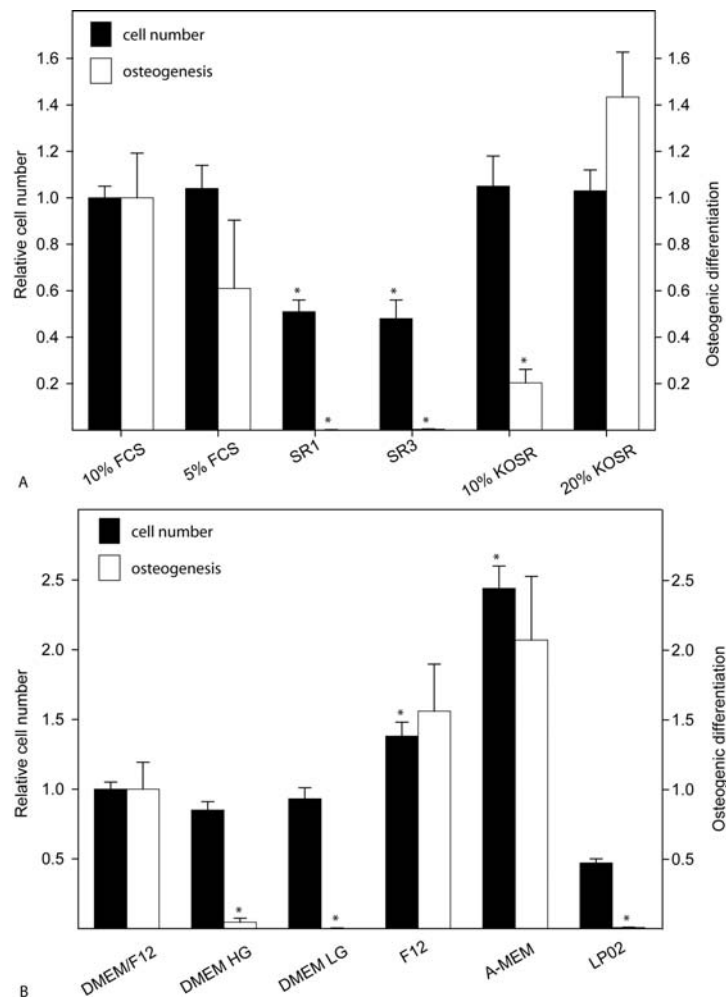 cell number
osteogenesis
1.6
1.4
1.2
1.0
0.8
0.6
0.4
0.2
Relative cell number
1.6
1.4
1.2
1.0
0.8
0.6
0.4
0.2
Osteogenic differentiation
* * * * *
10% FCS
5% FCS
SR1
SR3
10% KOSR
20% KOSR
A
cell number
osteogenesis
2.5
2.0
1.5
1.0
0.5
Relative cell number
2.5
2.0
1.5
1.0
0.5
Osteogenic differentiation
* * * * *
DMEM/F12
DMEM HG
DMEM LG
F12
A-MEM
LP02
B